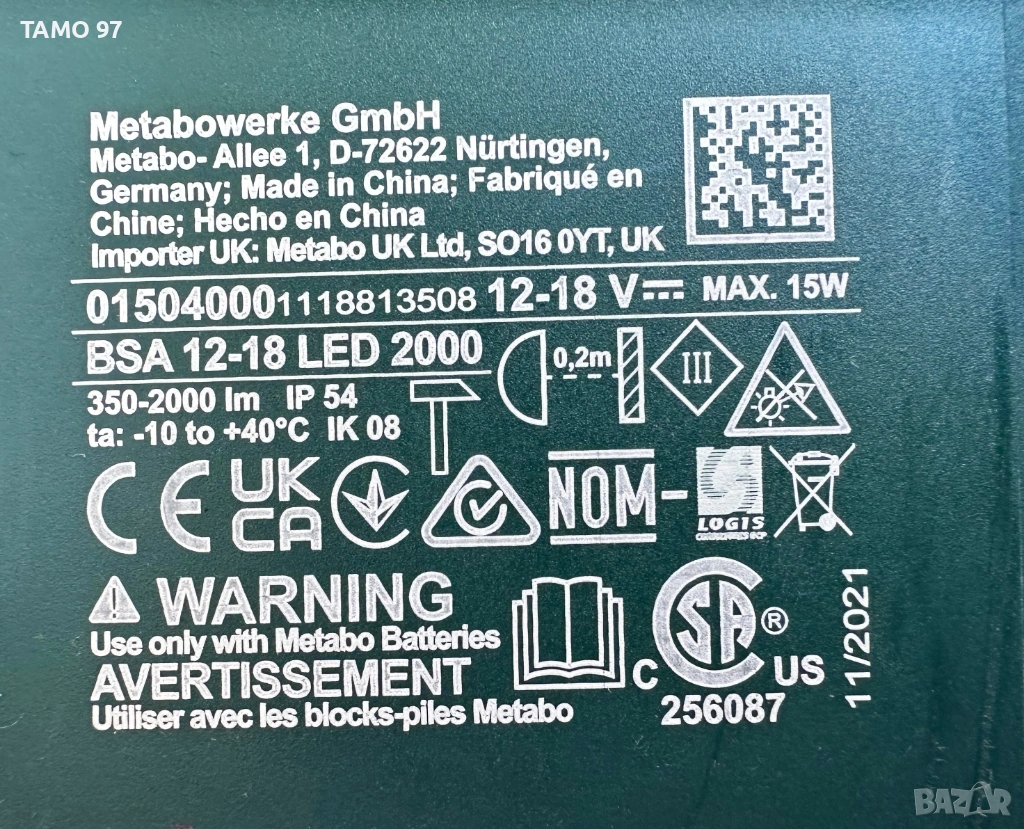 TAMO 97
Metabowerke GmbH
Metabo- Allee 1, D-72622 Nürtingen,
Germany; Made in China; Fabriqué en
Chine; Hecho en China
Importer UK: Metabo UK Ltd, SO16 0YT, UK
015040001118813508 12-18 V MAX. 15W
BSA 12-18 LED 2000
0,2m
III
350-2000 lm IP 54
ta: -10 to +40°C IK 08
CE UK CA NOM-
LOGIS
WARNING
Use only with Metabo Batteries
AVERTISSEMENT
Utiliser avec les blocks-piles Metabo
CSA ®
C US
256087
11/2021
BAZAR